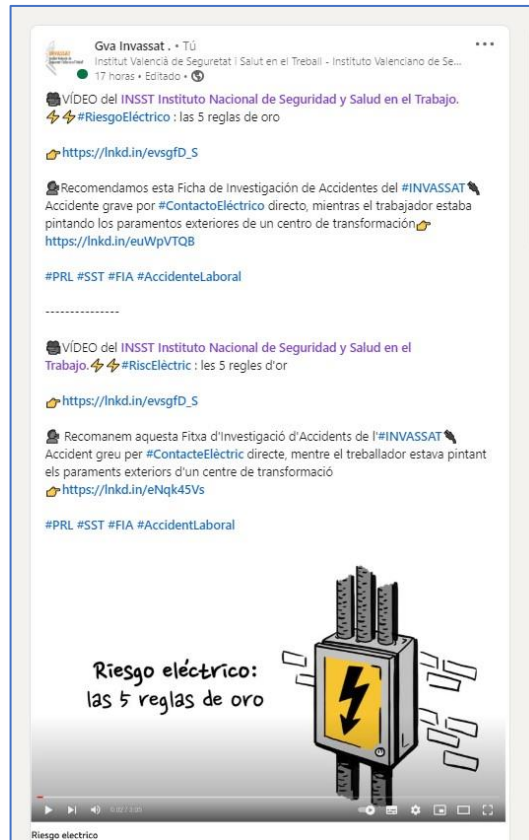 Gva Invassat . • Tú
Institut Valencià de Seguretat i Salut en el Treball - Instituto Valenciano de Se...
17 horas • Editado •
VÍDEO del INSST Instituto Nacional de Seguridad y Salud en el Trabajo.
#RiesgoEléctrico : las 5 reglas de oro
https://lnkd.in/evsgfD_S
Recomendamos esta Ficha de Investigación de Accidentes del #INVASSAT
Accidente grave por #ContactoEléctrico directo, mientras el trabajador estaba
pintando los paramentos exteriores de un centro de transformación
https://lnkd.in/euWpVTQB
#PRL #SST #FIA #AccidenteLaboral
---------------
VÍDEO del INSST Instituto Nacional de Seguridad y Salud en el
Trabajo. #RiscElèctric : les 5 regles d'or
https://lnkd.in/evsgfD_S
Recomanem aquesta Fitxa d'Investigació d'Accidents de l'#INVASSAT
Accident greu per #ContacteElèctric directe, mentre el treballador estava pintant
els paraments exteriors d'un centre de transformació
https://lnkd.in/eNqk45Vs
#PRL #SST #FIA #AccidentLaboral
Riesgo eléctrico:
las 5 reglas de oro
Riesgo electrico